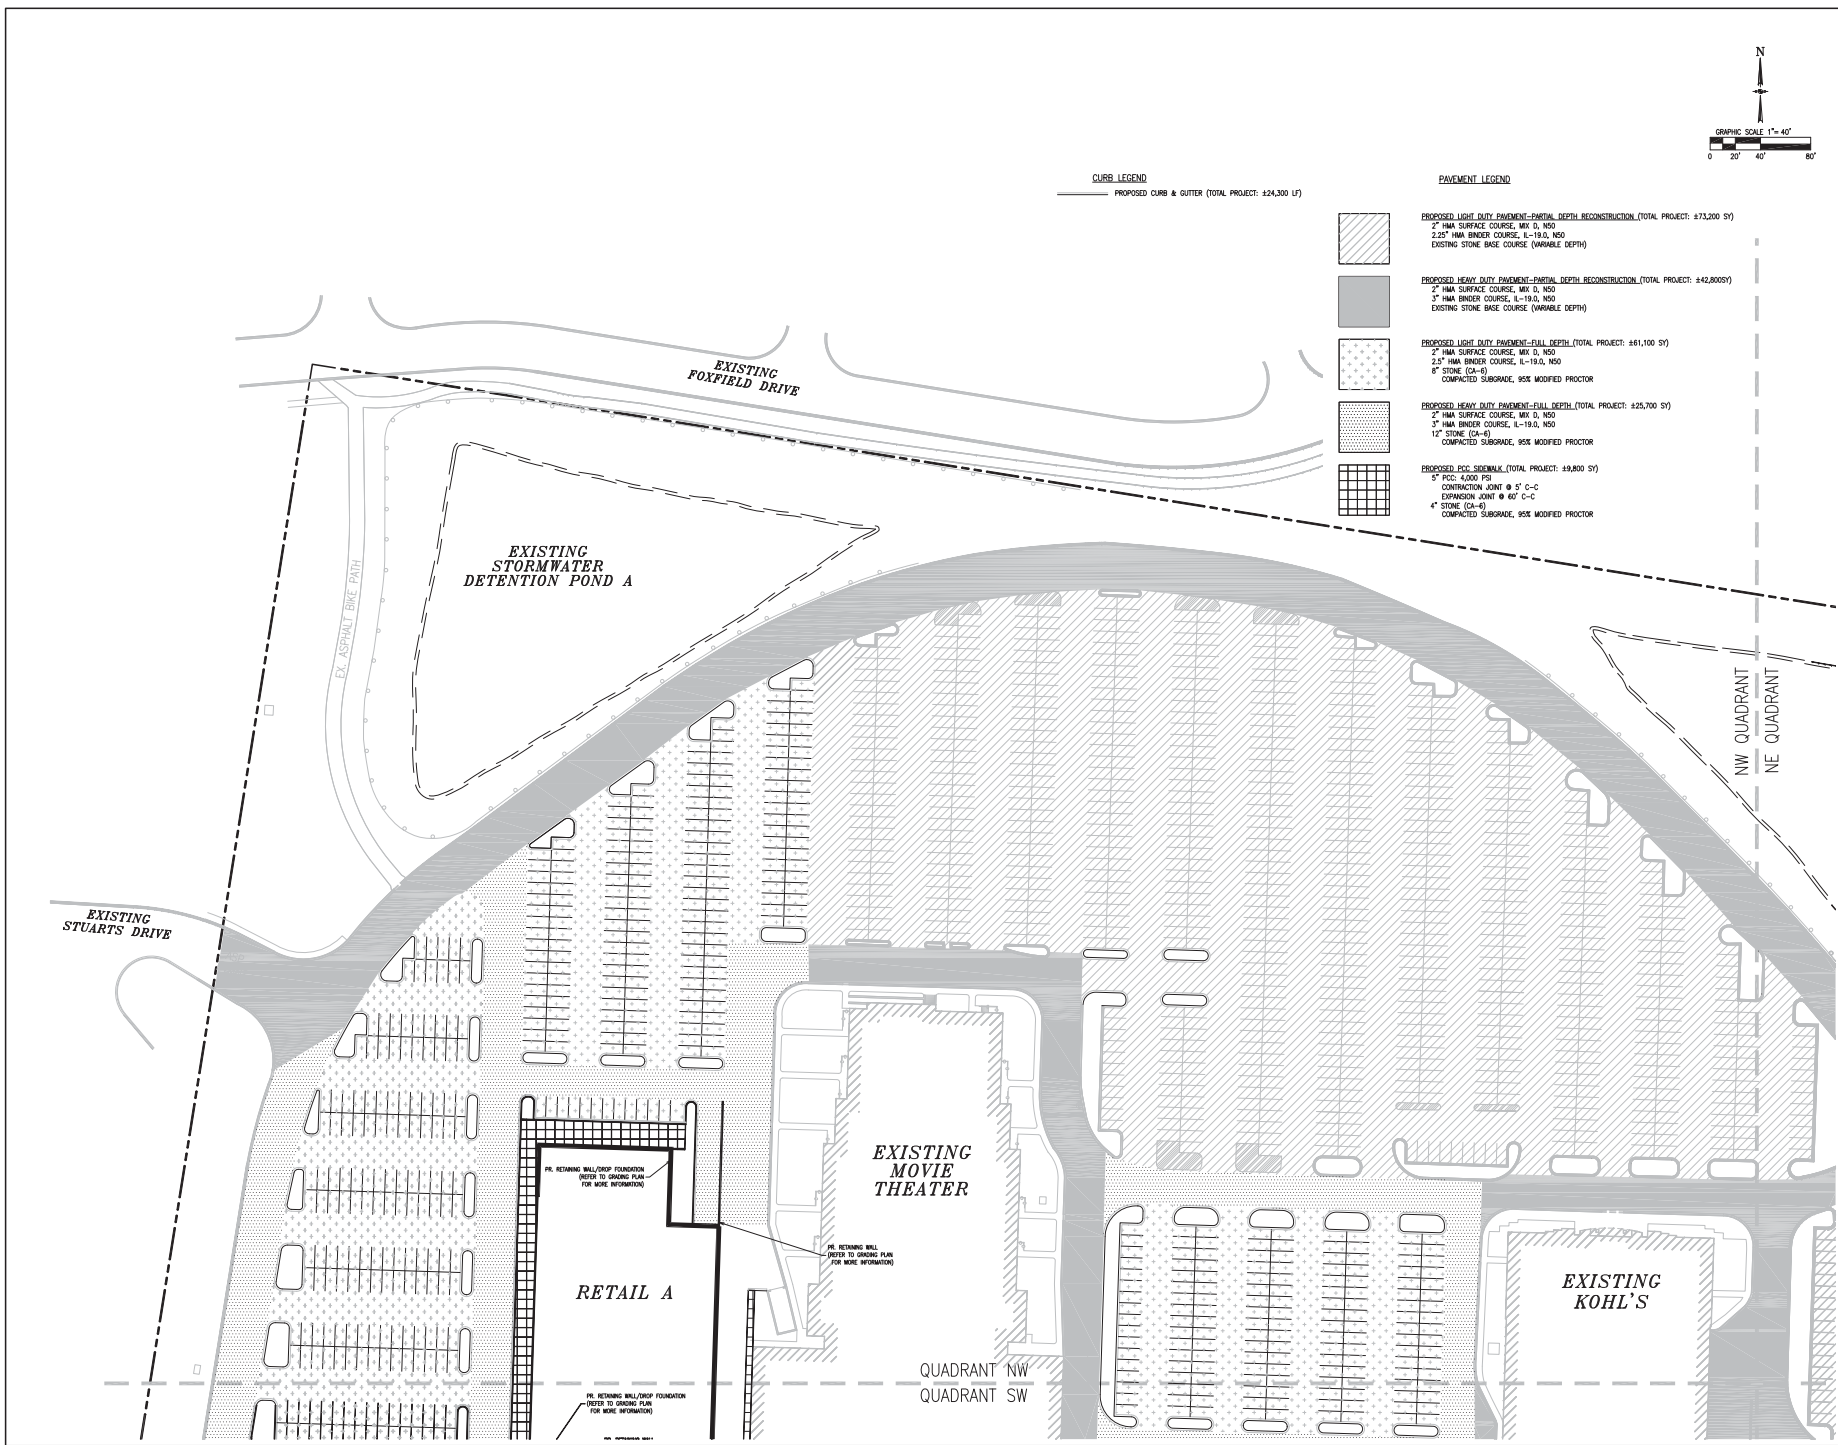 N
GRAPHIC SCALE 1"= 40'
0 20' 40' 80'
CURB LEGEND
PROPOSED CURB & GUTTER (TOTAL PROJECT: ±24,300 LF)
PAVEMENT LEGEND
PROPOSED LIGHT DUTY PAVEMENT-PARTIAL DEPTH RECONSTRUCTION (TOTAL PROJECT: ±73,200 SY)
2" HMA SURFACE COURSE, MIX D, N50
2.25" HMA BINDER COURSE, IL-19.0, N50
EXISTING STONE BASE COURSE (VARIABLE DEPTH)
PROPOSED HEAVY DUTY PAVEMENT-PARTIAL DEPTH RECONSTRUCTION (TOTAL PROJECT: ±42,800SY)
2" HMA SURFACE COURSE, MIX D, N50
3" HMA BINDER COURSE, IL-19.0, N50
EXISTING STONE BASE COURSE (VARIABLE DEPTH)
PROPOSED LIGHT DUTY PAVEMENT-FULL DEPTH (TOTAL PROJECT: ±61,100 SY)
2" HMA SURFACE COURSE, MIX D, N50
2.5" HMA BINDER COURSE, IL-19.0, N50
8" STONE (CA-6)
COMPACTED SUBGRADE, 95% MODIFIED PROCTOR
PROPOSED HEAVY DUTY PAVEMENT-FULL DEPTH (TOTAL PROJECT: ±25,700 SY)
2" HMA SURFACE COURSE, MIX D, N50
3" HMA BINDER COURSE, IL-19.0, N50
12" STONE (CA-6)
COMPACTED SUBGRADE, 95% MODIFIED PROCTOR
PROPOSED PCC SIDEWALK (TOTAL PROJECT: ±9,800 SY)
5" PCC: 4,000 PSI
CONTRACTION JOINT @ 5' C-C
EXPANSION JOINT @ 60' C-C
4" STONE (CA-6)
COMPACTED SUBGRADE, 95% MODIFIED PROCTOR
EXISTING
FOXFIELD DRIVE
EXISTING
STORMWATER
DETENTION POND A
EX. ASPHALT BIKE PATH
NW QUADRANT
NE QUADRANT
EXISTING
STUARTS DRIVE
PR. RETAINING WALL/DROP FOUNDATION
(REFER TO GRADING PLAN
FOR MORE INFORMATION)
EXISTING
MOVIE
THEATER
PR. RETAINING WALL
(REFER TO GRADING PLAN
FOR MORE INFORMATION)
RETAIL A
EXISTING
KOHL'S
QUADRANT NW
QUADRANT SW
PR. RETAINING WALL/DROP FOUNDATION
(REFER TO GRADING PLAN
FOR MORE INFORMATION)